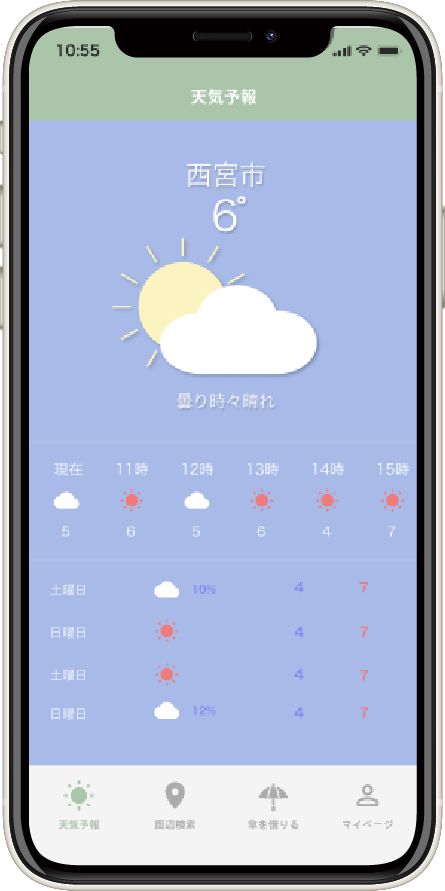 10:55
天気予報
西宮市
6°
曇り時々晴れ
現在 11時 12時 13時 14時 15時
5 6 5 6 4 7
土曜日 10% 4 7
日曜日 4 7
土曜日 4 7
日曜日 12% 4 7
天気予報 周辺検索 傘を借りる マイページ